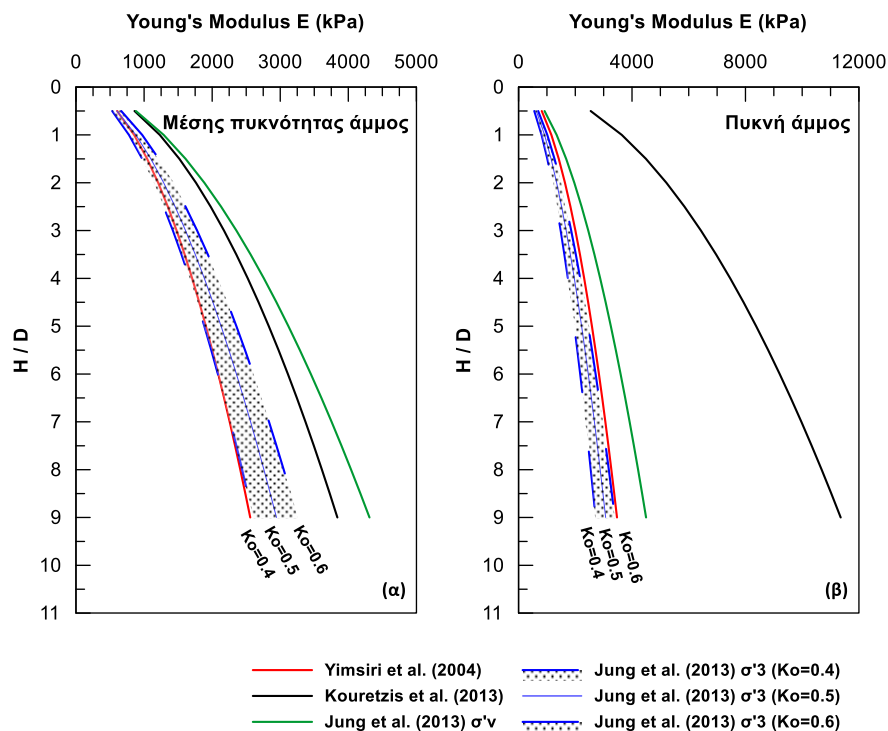 Young's Modulus E (kPa)
0 1000 2000 3000 4000 5000
0
1
2
3
4
5
6
7
8
9
10
11
H / D
Μέσης πυκνότητας άμμος
Ko=0.4
Ko=0.5
Ko=0.6
(α)
Young's Modulus E (kPa)
0 4000 8000 12000
0
1
2
3
4
5
6
7
8
9
10
11
H / D
Πυκνή άμμος
Ko=0.4
Ko=0.5
Ko=0.6
(β)
Yimsiri et al. (2004)
Kouretzis et al. (2013)
Jung et al. (2013) σ'v
Jung et al. (2013) σ'3 (Ko=0.4)
Jung et al. (2013) σ'3 (Ko=0.5)
Jung et al. (2013) σ'3 (Ko=0.6)